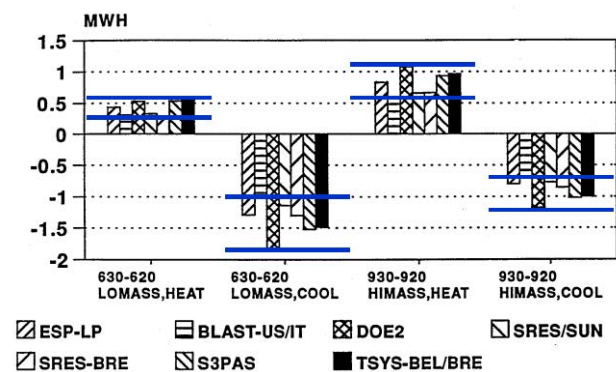 MWH
1.5
1
0.5
0
-0.5
-1
-1.5
-2
630-620 630-620 930-920 930-920
LOMASS,HEAT LOMASS,COOL HIMASS,HEAT HIMASS,COOL
ESP-LP BLAST-US/IT DOE2 SRES/SUN
SRES-BRE S3PAS TSYS-BEL/BRE